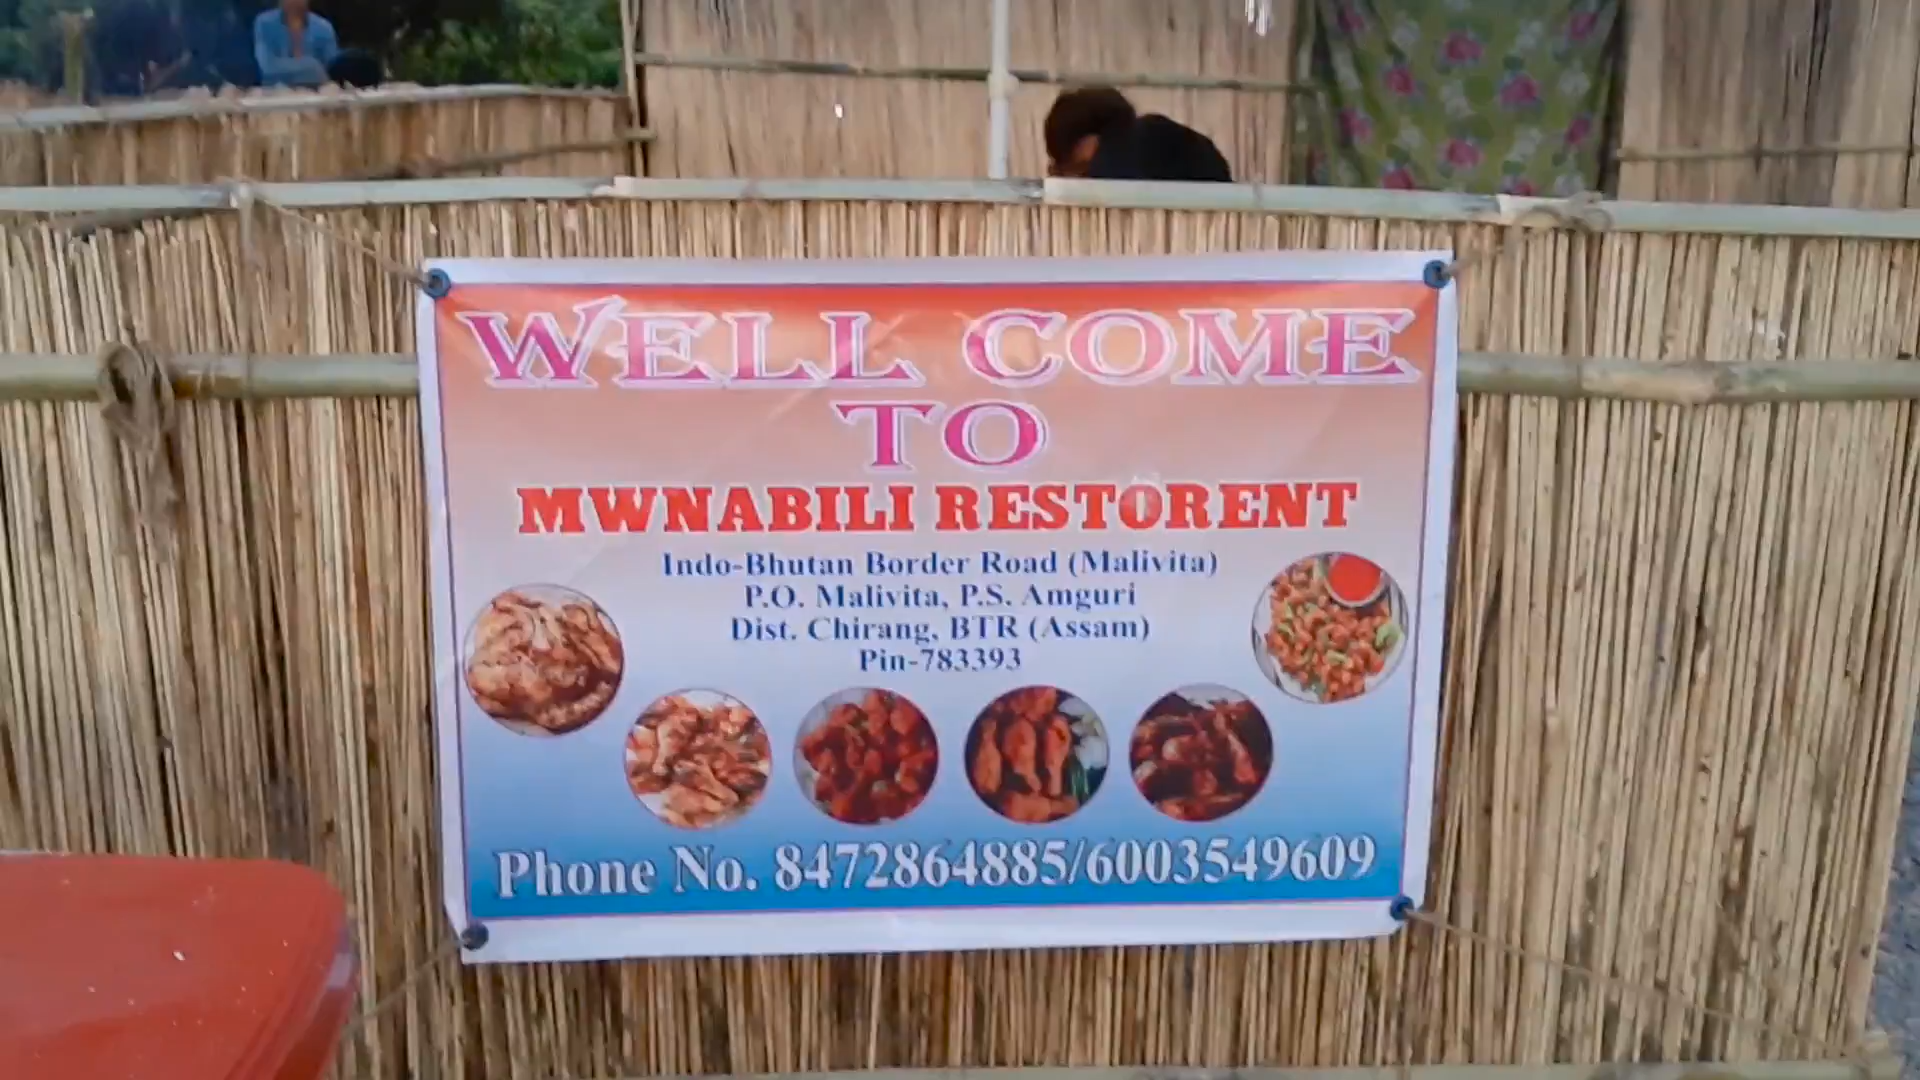 WELL COME
TO
MWNABILI RESTORENT
Indo-Bhutan Border Road (Malivita)
P.O. Malivita, P.S. Amguri
Dist. Chirang, BTR (Assam)
Pin-783393
Phone No. 8472864885/6003549609